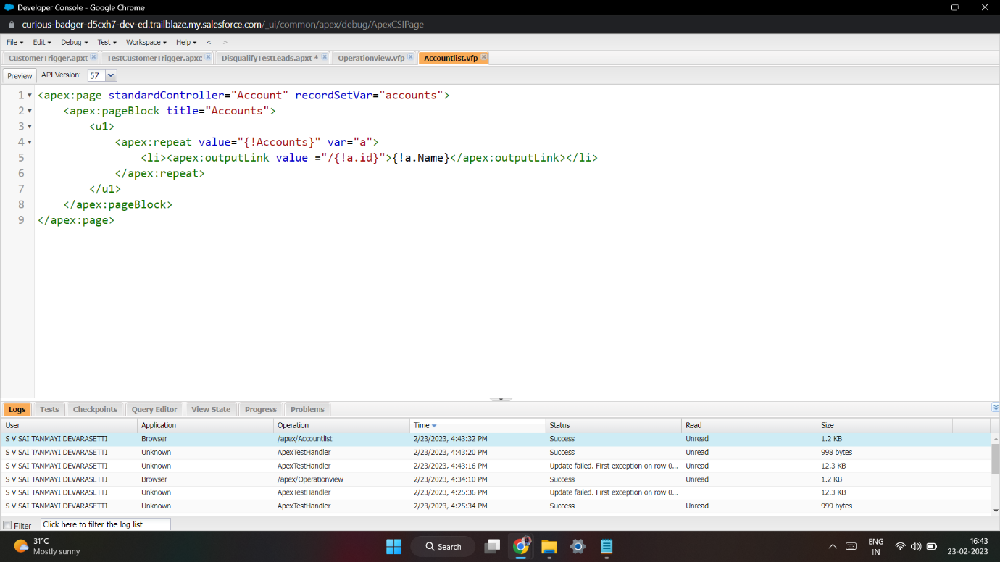 Developer Console - Google Chrome
curious-badger-d5cxh7-dev-ed.trailblaze.my.salesforce.com/_ui/common/apex/debug/ApexCSIPage
File Edit Debug Test Workspace Help < >
CustomerTrigger.apxt TestCustomerTrigger.apxc DisqualifyTestLeads.apxt * Operationview.vfp Accountlist.vfp
Preview API Version: 57
1 <apex:page standardController="Account" recordSetVar="accounts">
2 <apex:pageBlock title="Accounts">
3 <u1>
4 <apex:repeat value="{!Accounts}" var="a">
5 <li><apex:outputLink value ="/{!a.id}">{!a.Name}</apex:outputLink></li>
6 </apex:repeat>
7 </u1>
8 </apex:pageBlock>
9 </apex:page>
Logs Tests Checkpoints Query Editor View State Progress Problems
User Application Operation Time Status Read Size
S V SAI TANMAYI DEVARASETTI Browser /apex/Accountlist 2/23/2023, 4:43:32 PM Success Unread 1.2 KB
S V SAI TANMAYI DEVARASETTI Unknown ApexTestHandler 2/23/2023, 4:43:20 PM Success Unread 998 bytes
S V SAI TANMAYI DEVARASETTI Unknown ApexTestHandler 2/23/2023, 4:43:16 PM Update failed. First exception on row 0... Unread 12.3 KB
S V SAI TANMAYI DEVARASETTI Browser /apex/Operationview 2/23/2023, 4:34:10 PM Success Unread 1.2 KB
S V SAI TANMAYI DEVARASETTI Unknown ApexTestHandler 2/23/2023, 4:25:36 PM Update failed. First exception on row 0... 12.3 KB
S V SAI TANMAYI DEVARASETTI Unknown ApexTestHandler 2/23/2023, 4:25:34 PM Success Unread 999 bytes
Filter Click here to filter the log list
31°C
Mostly sunny
Search
ENG
IN
16:43
23-02-2023